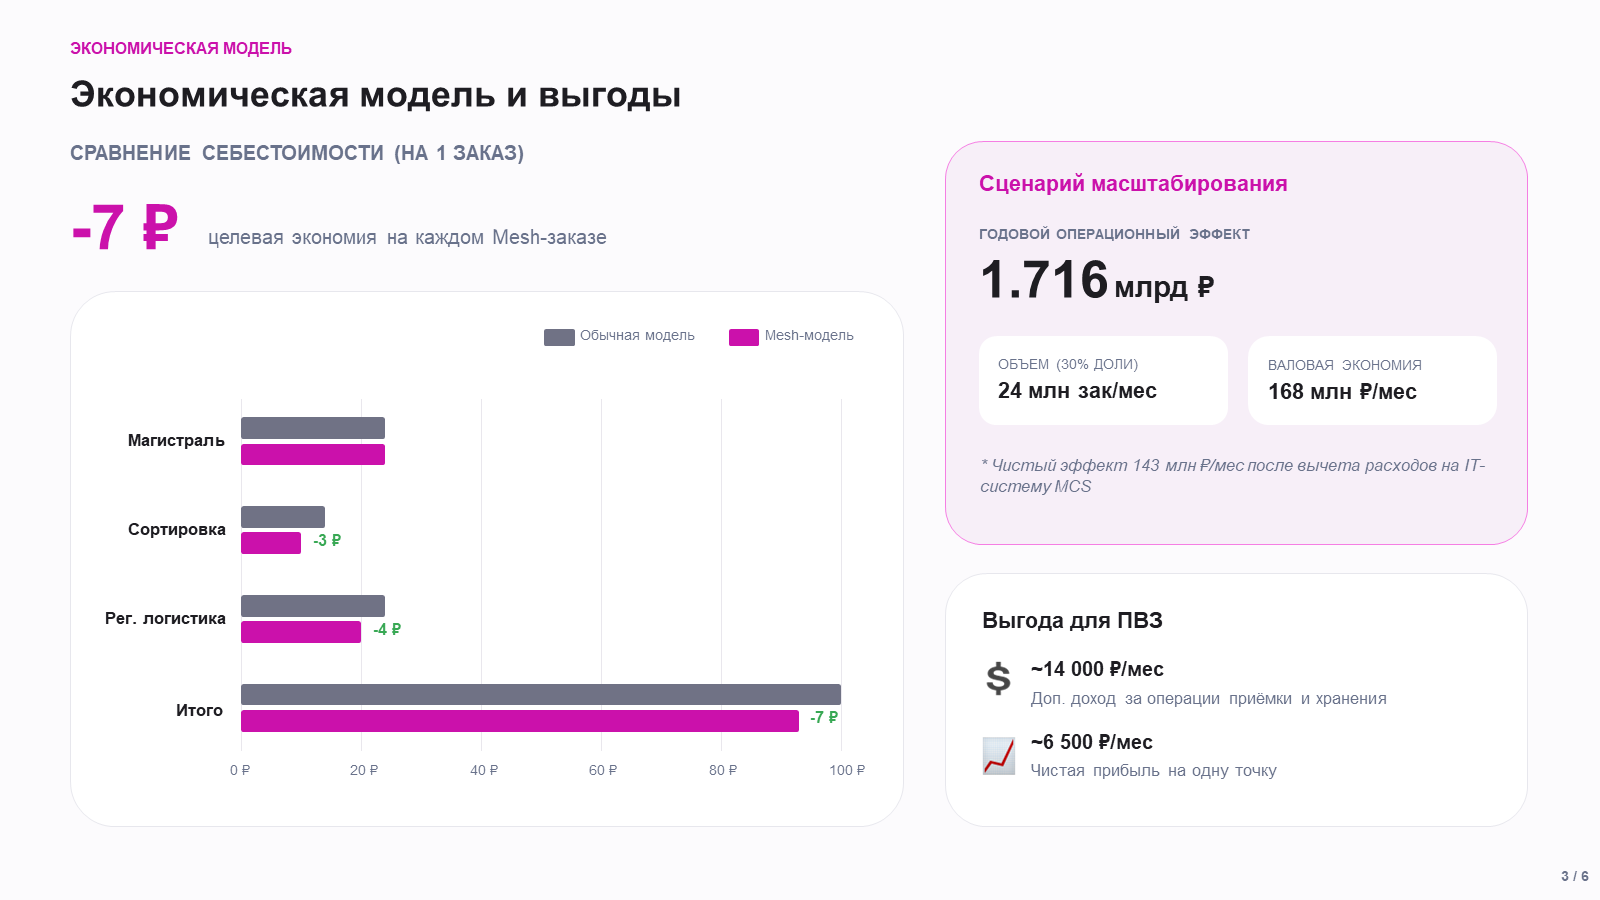 ЭКОНОМИЧЕСКАЯ МОДЕЛЬ
Экономическая модель и выгоды
СРАВНЕНИЕ СЕБЕСТОИМОСТИ (НА 1 ЗАКАЗ)
-7 ₽ целевая экономия на каждом Mesh-заказе
Обычная модель Mesh-модель
Магистраль
Сортировка
-3 ₽
Рег. логистика
-4 ₽
Итого
-7 ₽
0 ₽ 20 ₽ 40 ₽ 60 ₽ 80 ₽ 100 ₽
Сценарий масштабирования
ГОДОВОЙ ОПЕРАЦИОННЫЙ ЭФФЕКТ
1.716 млрд ₽
ОБЪЕМ (30% ДОЛИ)
24 млн зак/мес
ВАЛОВАЯ ЭКОНОМИЯ
168 млн ₽/мес
* Чистый эффект 143 млн ₽/мес после вычета расходов на IT-
систему MCS
Выгода для ПВЗ
~14 000 ₽/мес
Доп. доход за операции приёмки и хранения
~6 500 ₽/мес
Чистая прибыль на одну точку
3 / 6